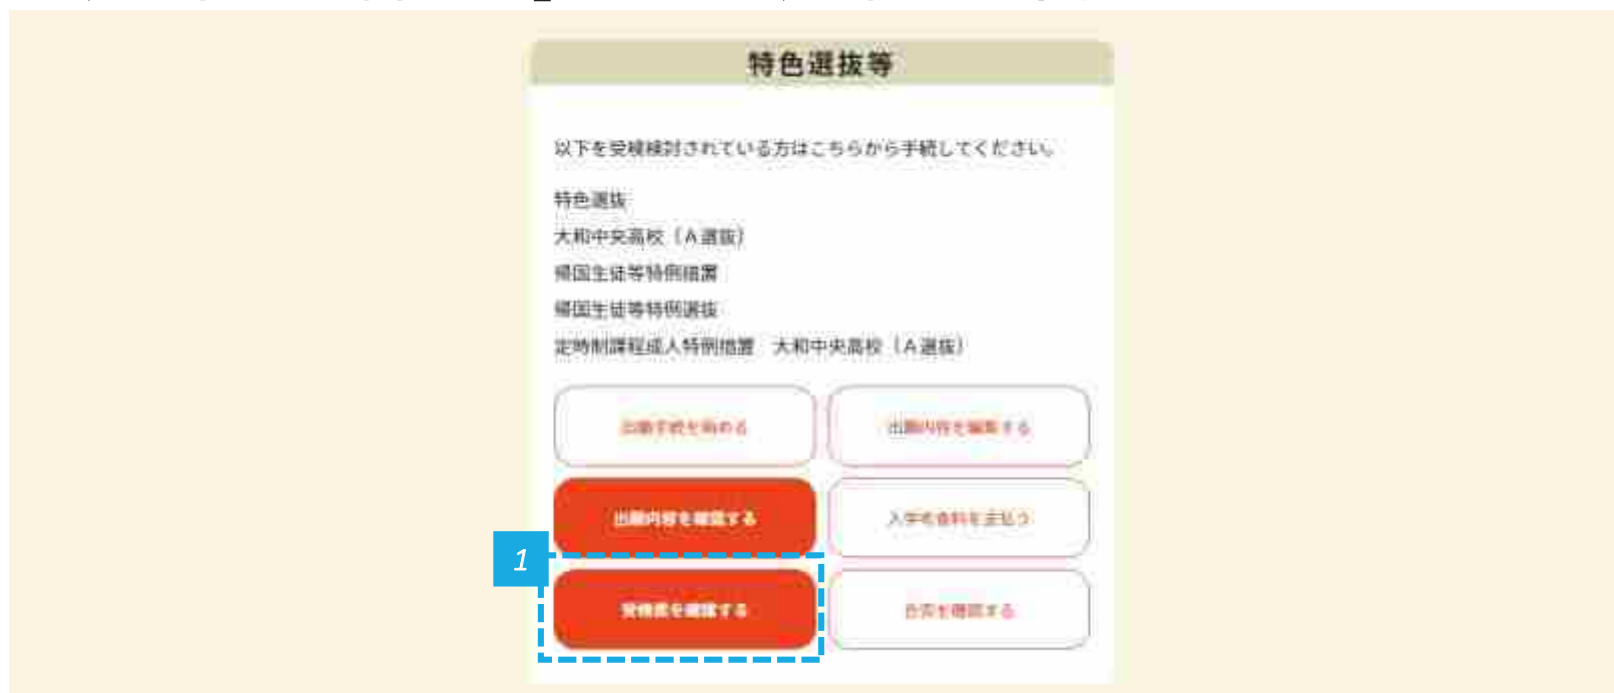 特色選抜等
以下を受検検討されている方はこちらから手続してください。
特色選抜
大和中央高校（A選抜）
帰国生徒等特例措置
帰国生徒等特例選抜
定時制課程成人特例措置　大和中央高校（A選抜）
出願手続を始める
出願内容を編集する
出願内容を確認する
入学考査料を支払う
1
受検票を確認する
合否を確認する